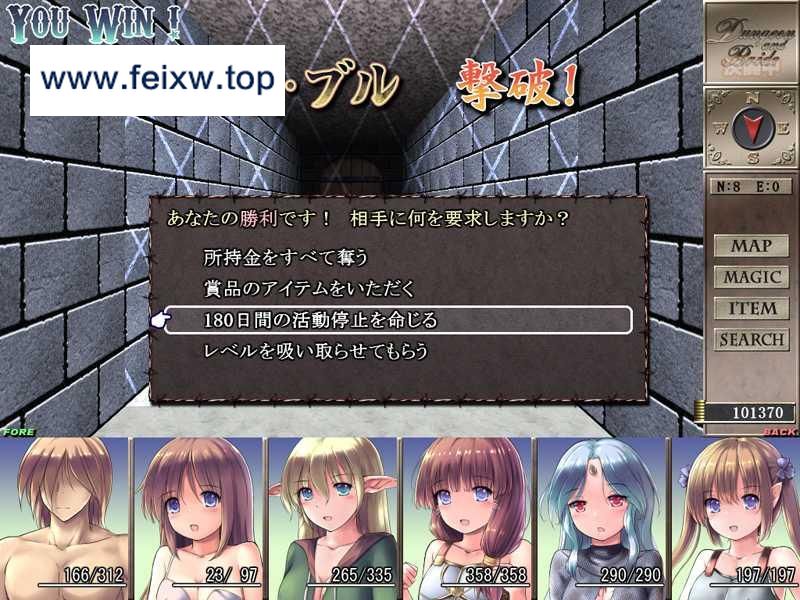 YOU WIN !
www.feixw.top
・ブル 撃破!
Dungeon
and
Bride
N
W E
S
N:8 E:0
あなたの勝利です! 相手に何を要求しますか?
所持金をすべて奪う
賞品のアイテムをいただく
180日間の活動停止を命じる
レベルを吸い取らせてもらう
MAP
MAGIC
ITEM
SEARCH
101370
FORE
BACK
166/312
23/ 97
265/335
358/358
290/290
197/197